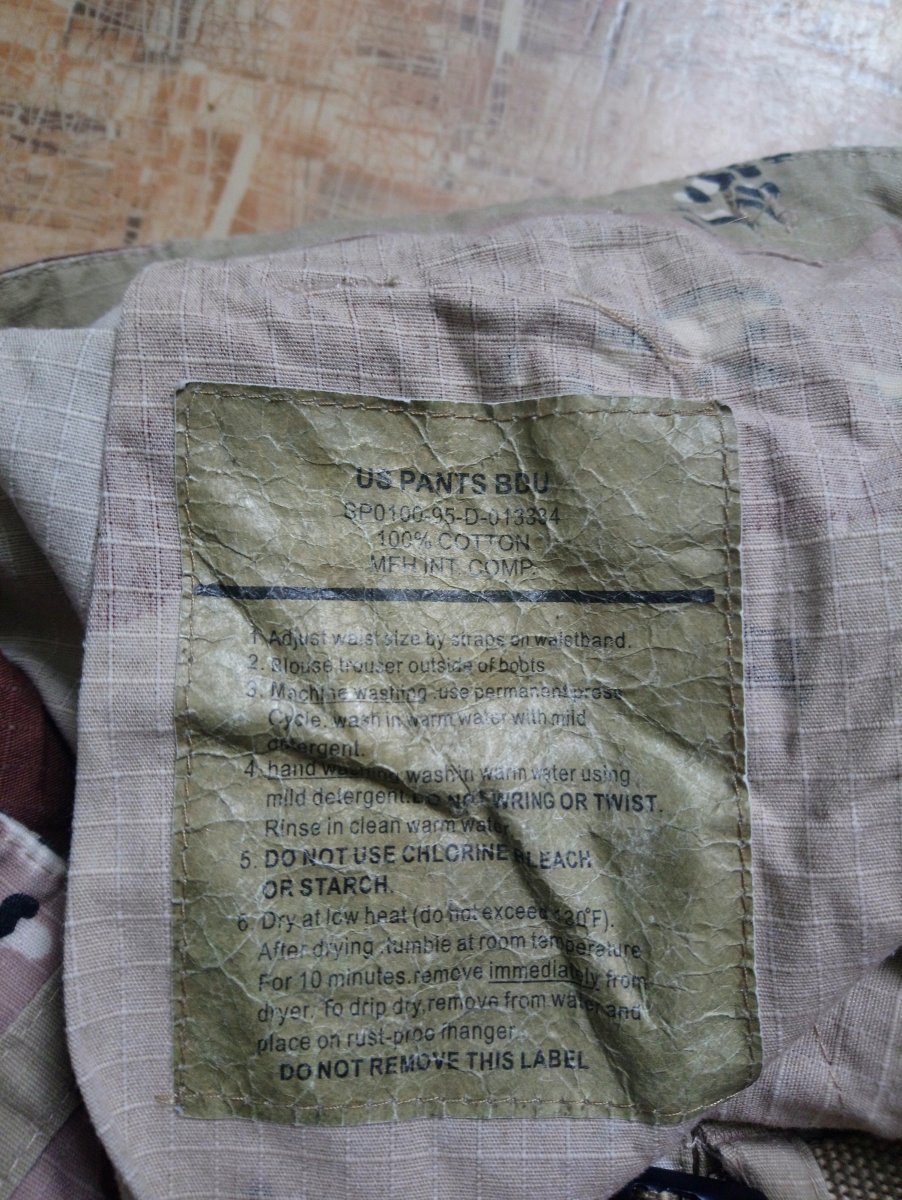 US PANTS BDU
SP0100-95-D-013334
100% COTTON
MFH INT. COMP.
1. Adjust waist size by straps on waistband.
2. Blouse trouser outside of boots
3. Machine washing .use permanent press
Cycle. wash in warm water with mild
detergent.
4. hand washing wash in warm water using
mild detergent. DO NOT WRING OR TWIST.
Rinse in clean warm water
5. DO NOT USE CHLORINE BLEACH
OR STARCH.
6. Dry at low heat (do not exceed °F).
After drying .tumble at room temperature
For 10 minutes.remove immediately from
dryer. To drip dry,remove from water and
place on rust-proof hanger.
DO NOT REMOVE THIS LABEL